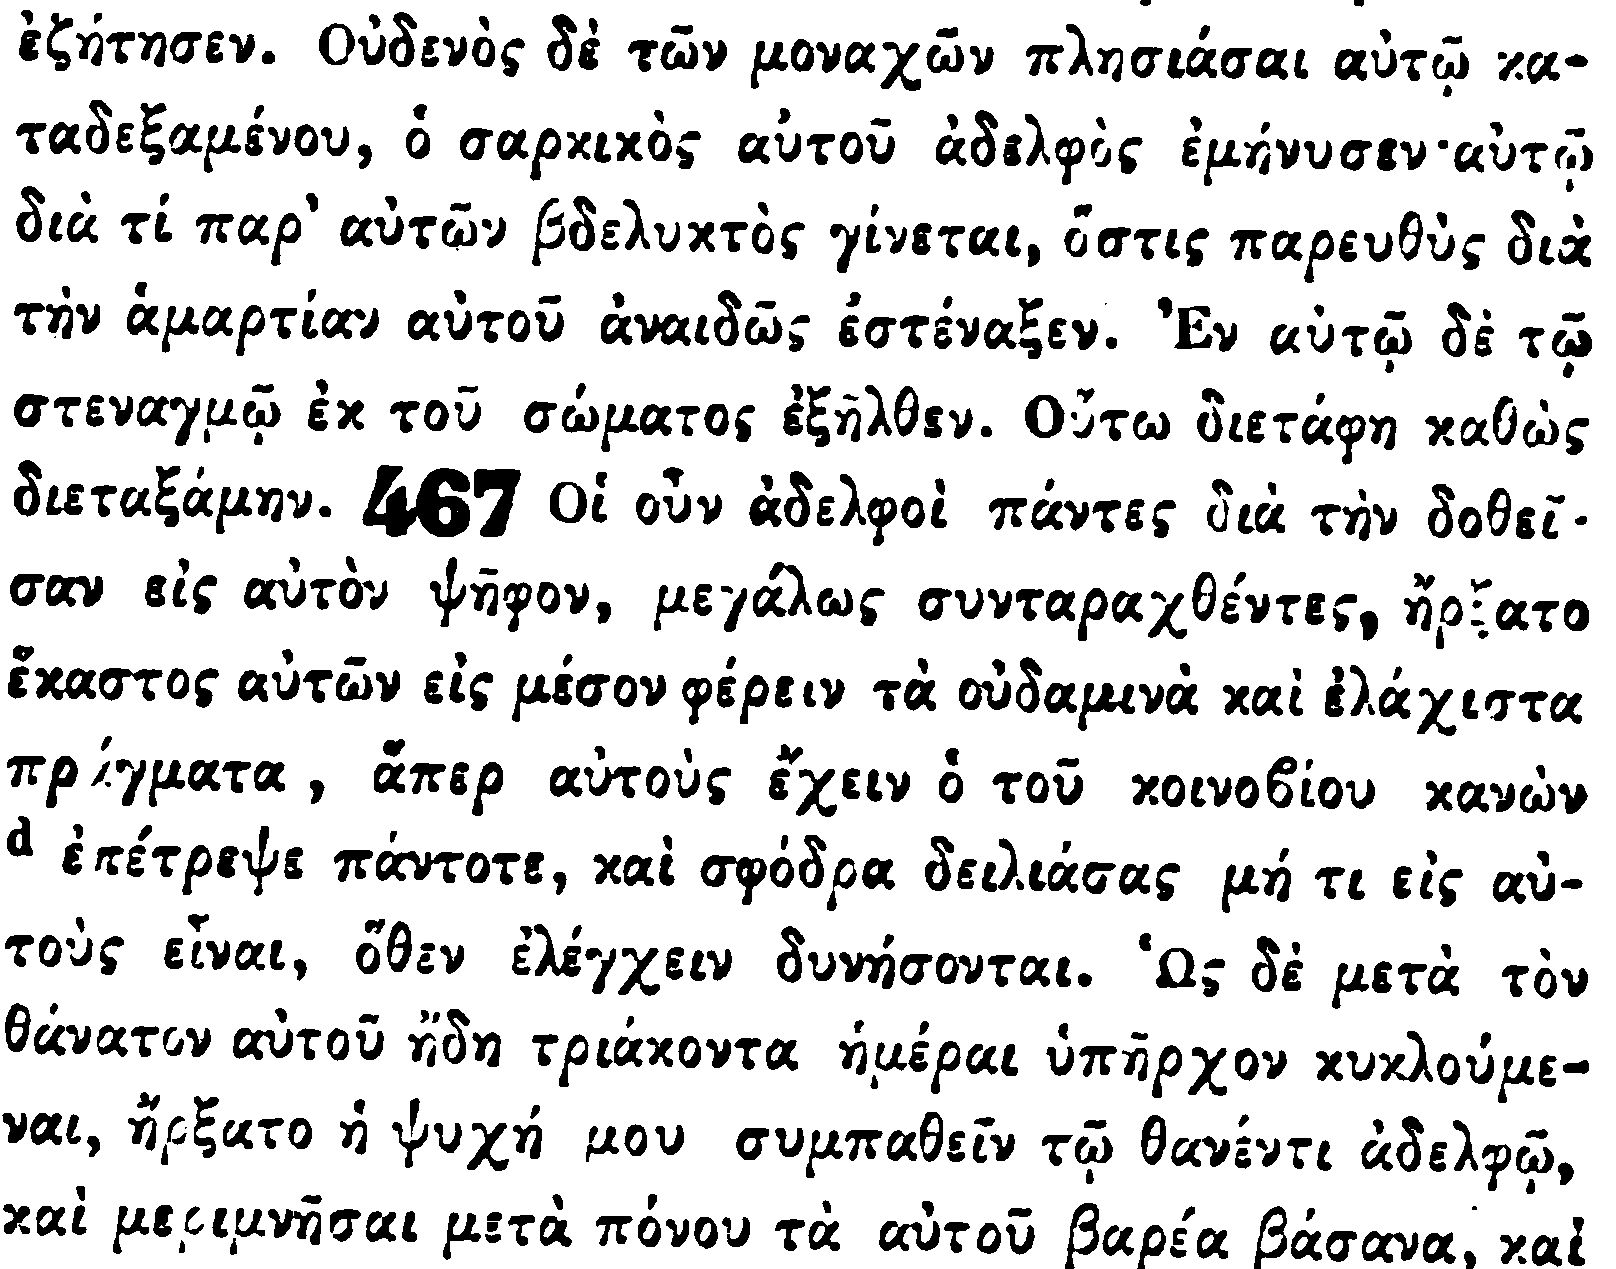 ἐζήτησεν. Οὐδενὸς δὲ τῶν μοναχῶν πλησιάσαι αὐτῷ κα-
ταδεξαμένου, ὁ σαρκικὸς αὐτοῦ ἀδελφὸς ἐμήνυσεν·αὐτῷ
διὰ τί παρ' αὐτῶν βδελυκτὸς γίνεται, ὅστις παρευθὺς διὰ
τὴν ἁμαρτίαν αὐτοῦ ἀναιδῶς ἐστέναξεν. Ἐν αὐτῷ δὲ τῷ
στεναγμῷ ἐκ τοῦ σώματος ἐξῆλθεν. Οὕτω διετάφη καθὼς
διεταξάμην. 467 Οἱ οὖν ἀδελφοὶ πάντες διὰ τὴν δοθεῖ-
σαν εἰς αὐτὸν ψῆφον, μεγάλως συνταραχθέντες, ἤρξατο
ἕκαστος αὐτῶν εἰς μέσον φέρειν τὰ οὐδαμινὰ καὶ ἐλάχιστα
πράγματα, ἅπερ αὐτοὺς ἔχειν ὁ τοῦ κοινοβίου κανὼν
d ἐπέτρεψε πάντοτε, καὶ σφόδρα δειλιάσας μή τι εἰς αὐ-
τοὺς εἶναι, ὅθεν ἐλέγχειν δυνήσονται. Ὡς δὲ μετὰ τὸν
θάνατον αὐτοῦ ἤδη τριάκοντα ἡμέραι ὑπῆρχον κυκλούμε-
ναι, ἤρξατο ἡ ψυχή μου συμπαθεῖν τῷ θανέντι ἀδελφῷ,
καὶ μεριμνῆσαι μετὰ πόνου τὰ αὐτοῦ βαρέα βάσανα, καὶ